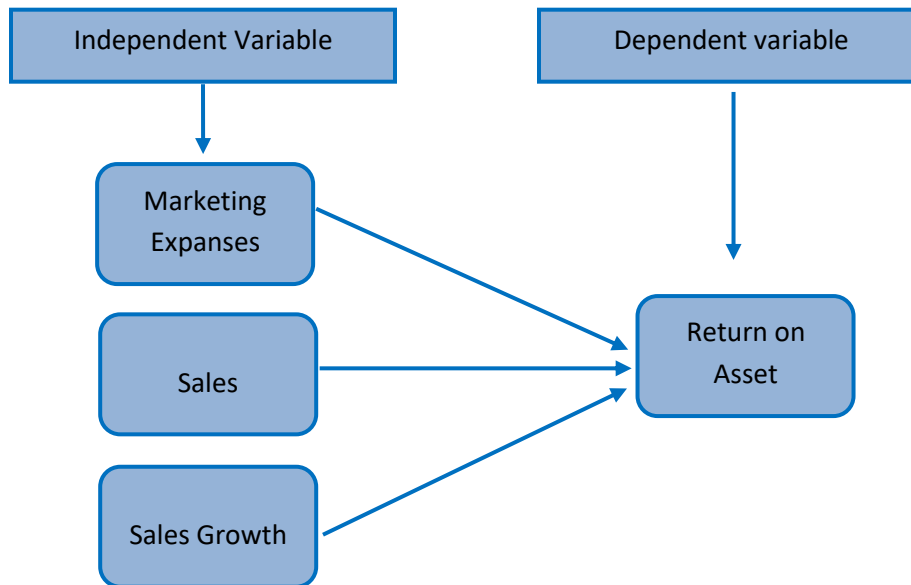 Independent Variable
Dependent variable
Marketing
Expanses
Sales
Sales Growth
Return on
Asset